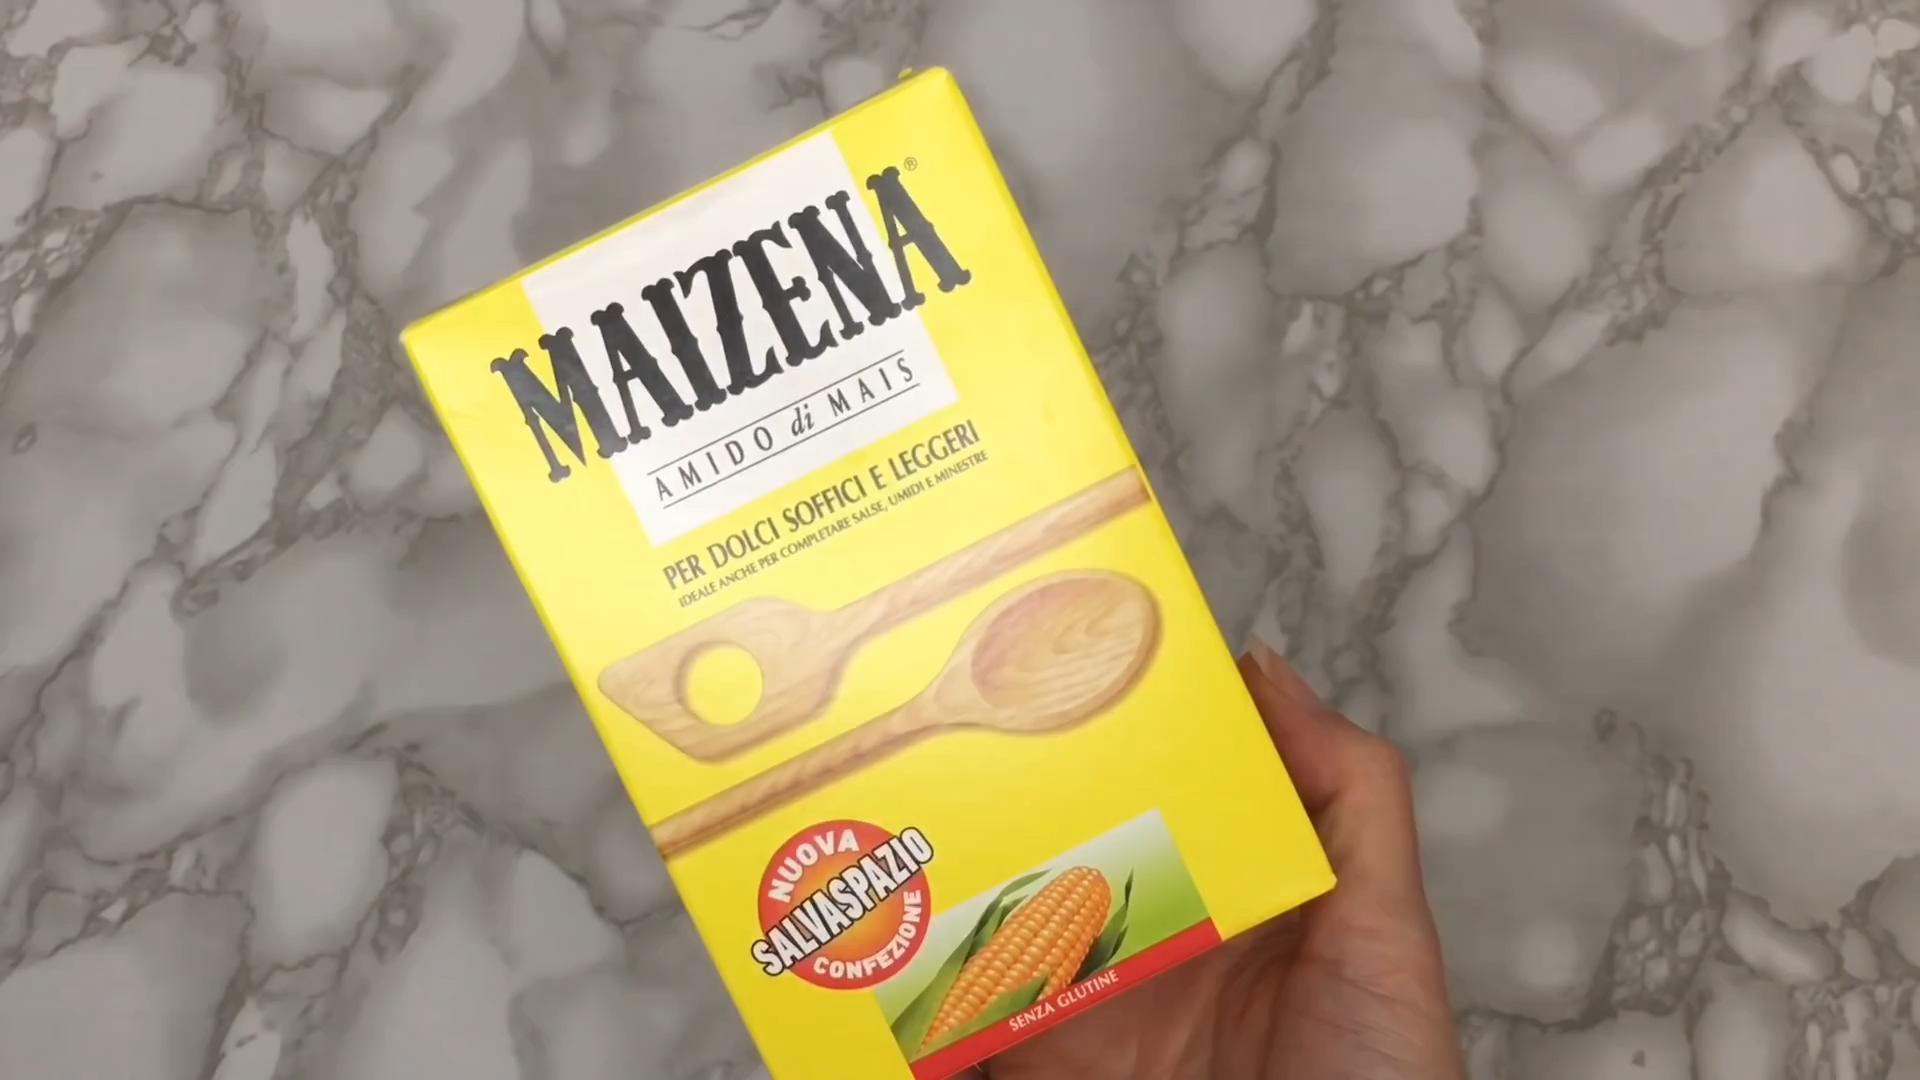 MAIZENA®
AMIDO di MAIS
PER DOLCI SOFFICI E LEGGERI
IDEALE ANCHE PER COMPLETARE SALSE, UMIDI E MINESTRE
NUOVA
SALVASPAZIO
CONFEZIONE
SENZA GLUTINE